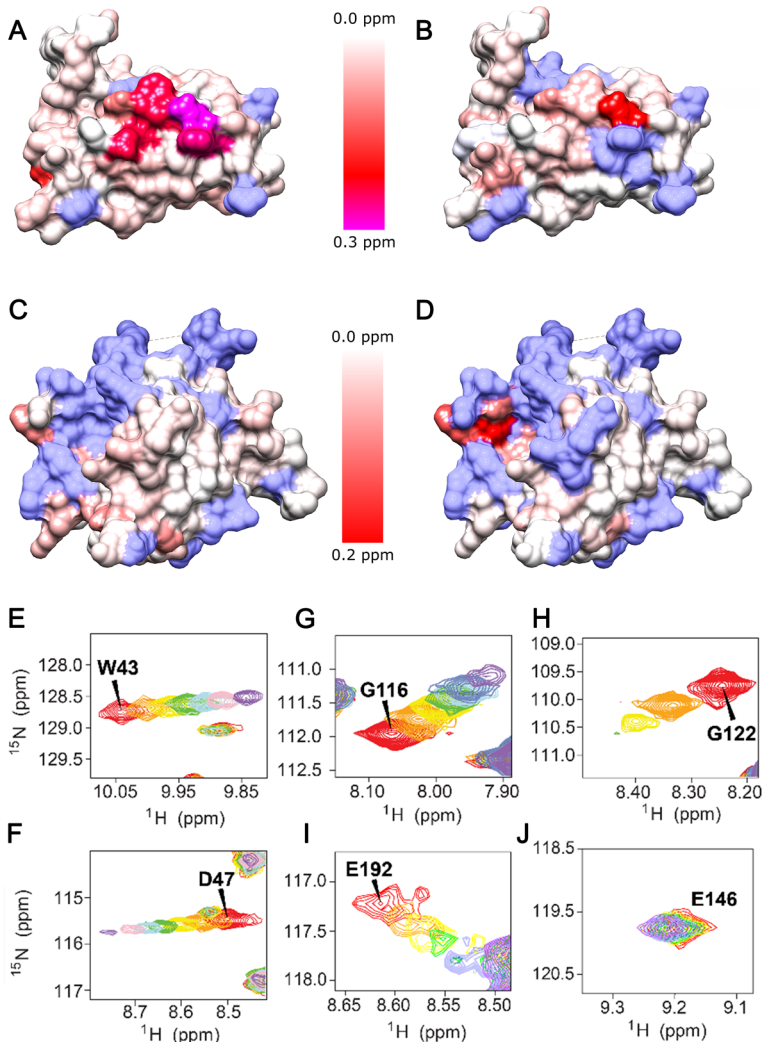 A
0.0 ppm
B
0.3 ppm
C
0.0 ppm
D
0.2 ppm
E
W43
128.0
128.5
129.0
129.5
10.05 9.95 9.85
¹H (ppm)
¹⁵N (ppm)
G
G116
111.0
111.5
112.0
112.5
8.10 8.00 7.90
¹H (ppm)
H
G122
109.0
109.5
110.0
110.5
111.1
8.40 8.30 8.20
¹H (ppm)
F
D47
115
116
117
8.7 8.6 8.5
¹H (ppm)
¹⁵N (ppm)
I
E192
117.0
117.5
118.0
8.65 8.60 8.55 8.50
¹H (ppm)
J
E146
118.5
119.5
120.5
9.3 9.2 9.1
¹H (ppm)